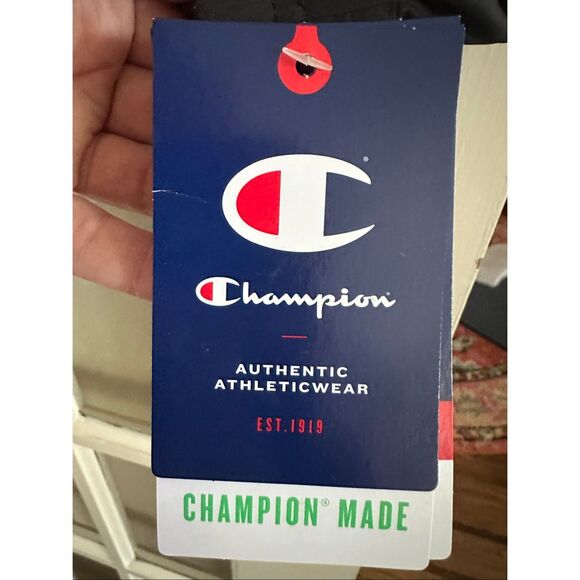 Champion®
AUTHENTIC
ATHLETICWEAR
EST.1919
CHAMPION® MADE